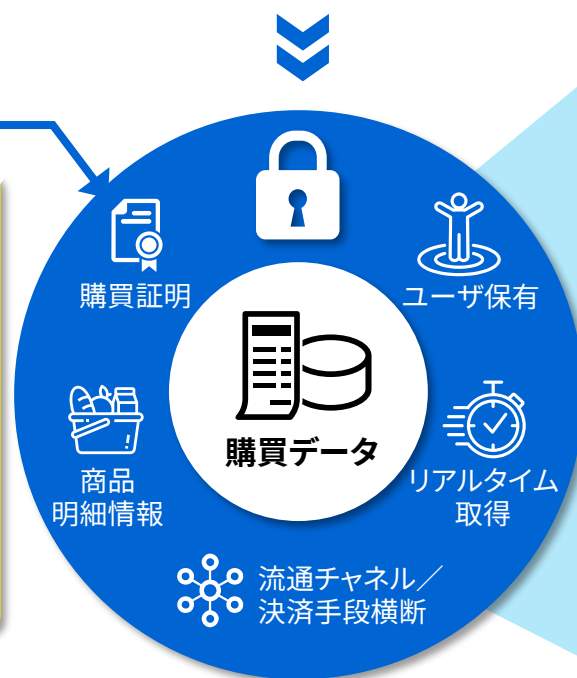 購買証明
ユーザ保有
購買データ
商品
明細情報
リアルタイム
取得
流通チャネル／
決済手段横断